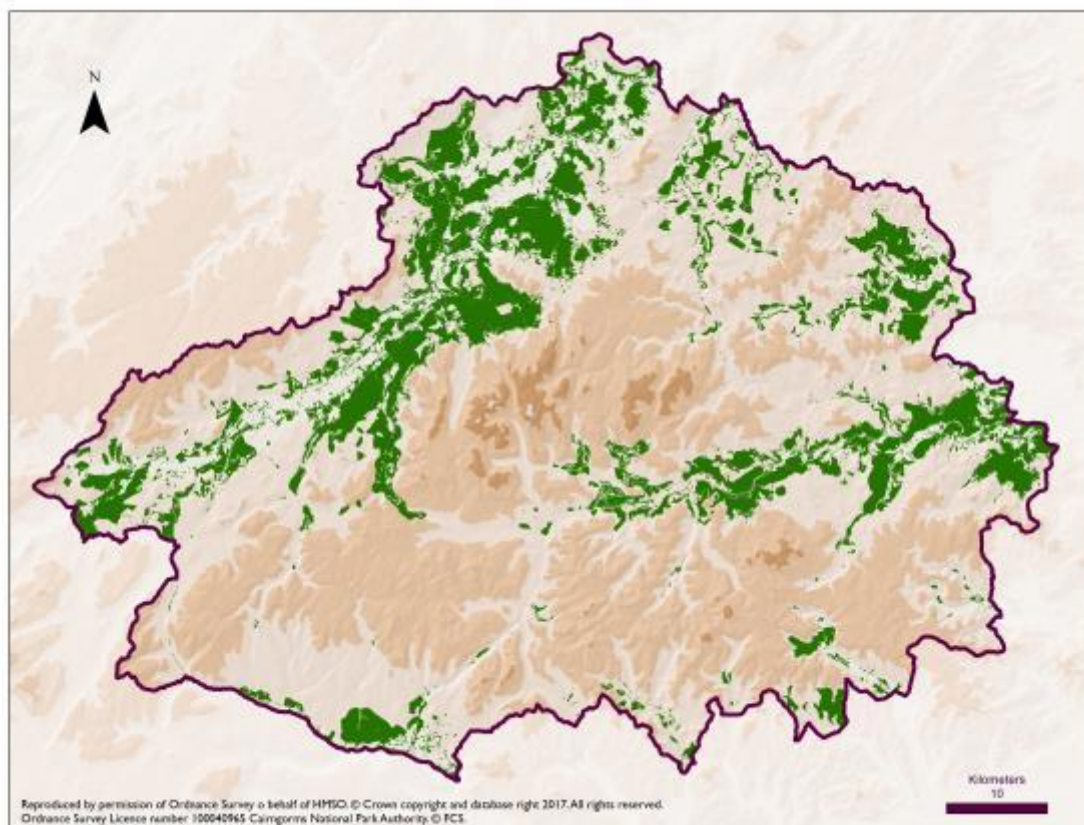 N
Kilometers
10
Reproduced by permission of Ordnance Survey o behalf of HMSO. © Crown copyright and database right 2017. All rights reserved.
Ordnance Survey Licence number 100040965 Cairngorms National Park Authority. © FCS.